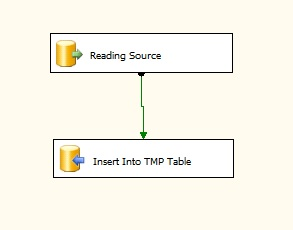 Reading Source
Insert Into TMP Table